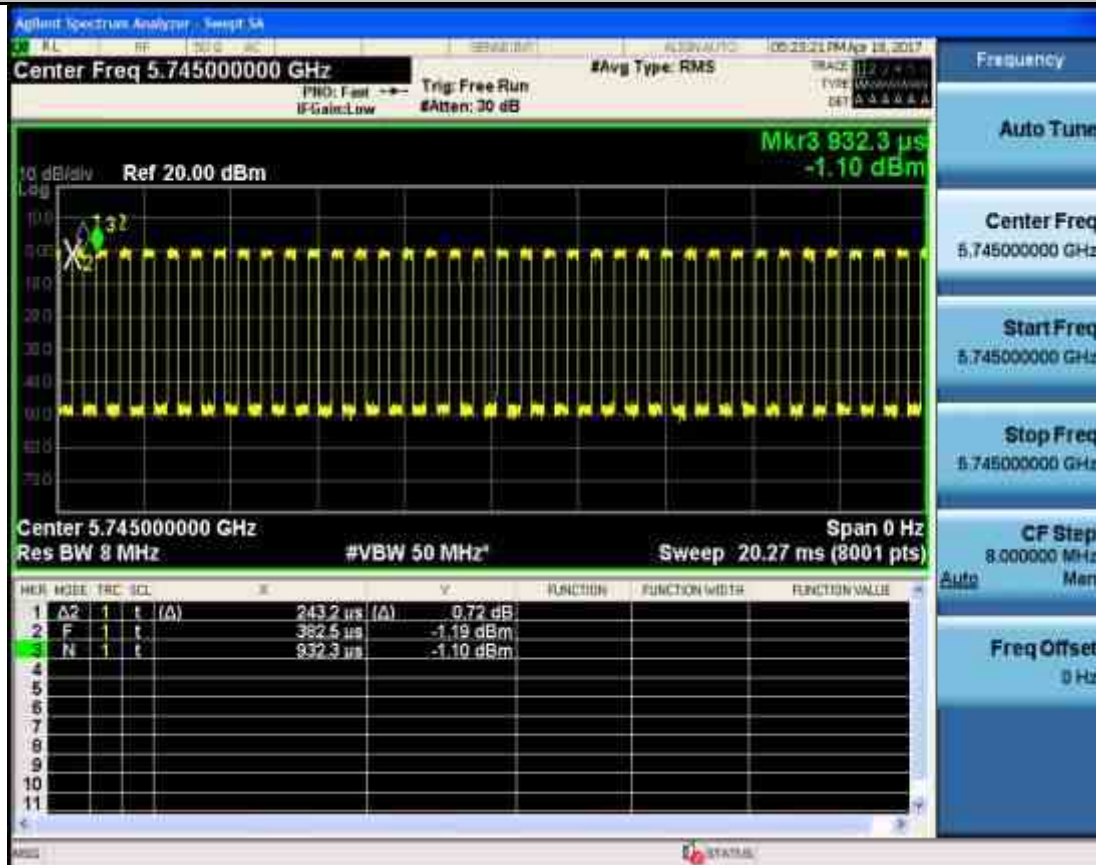 Agilent Spectrum Analyzer - Swept SA
RL RF 50 Ω AC SENSE:INT ALIGN AUTO 06:23:21 PM Apr 19, 2017
Center Freq 5.745000000 GHz
PNO: Fast
IFGain:Low
Trig: Free Run
#Atten: 30 dB
#Avg Type: RMS
TRACE
TYPE
DET
Mkr3 932.3 µs
-1.10 dBm
10 dB/div Ref 20.00 dBm
Log
Center 5.745000000 GHz
Span 0 Hz
Res BW 8 MHz
#VBW 50 MHz*
Sweep 20.27 ms (8001 pts)
MKR MODE TRC SCL X Y FUNCTION FUNCTION WIDTH FUNCTION VALUE
1 Δ2 1 t (Δ) 243.2 us (Δ) 0.72 dB
2 F 1 t 382.5 us -1.19 dBm
3 N 1 t 932.3 us -1.10 dBm
4
5
6
7
8
9
10
11
MSG
STATUS
Frequency
Auto Tune
Center Freq
5.745000000 GHz
Start Freq
5.745000000 GHz
Stop Freq
5.745000000 GHz
CF Step
8.000000 MHz
Auto Man
Freq Offset
0 Hz